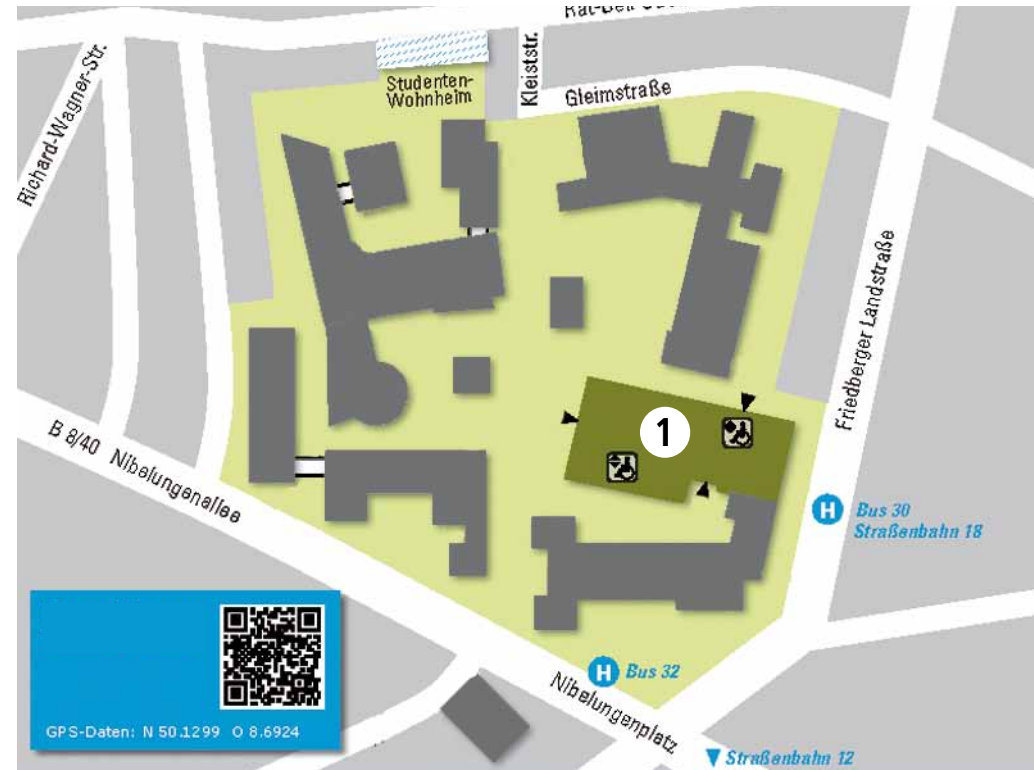 Richard-Wagner-Str.
Studenten-
Wohnheim
Kleiststr.
Gleimstraße
Friedberger Landstraße
B 8/40 Nibelungenallee
1
H Bus 30
Straßenbahn 18
H Bus 32
Nibelungenplatz
Straßenbahn 12
GPS-Daten: N 50.1299 O 8.6924